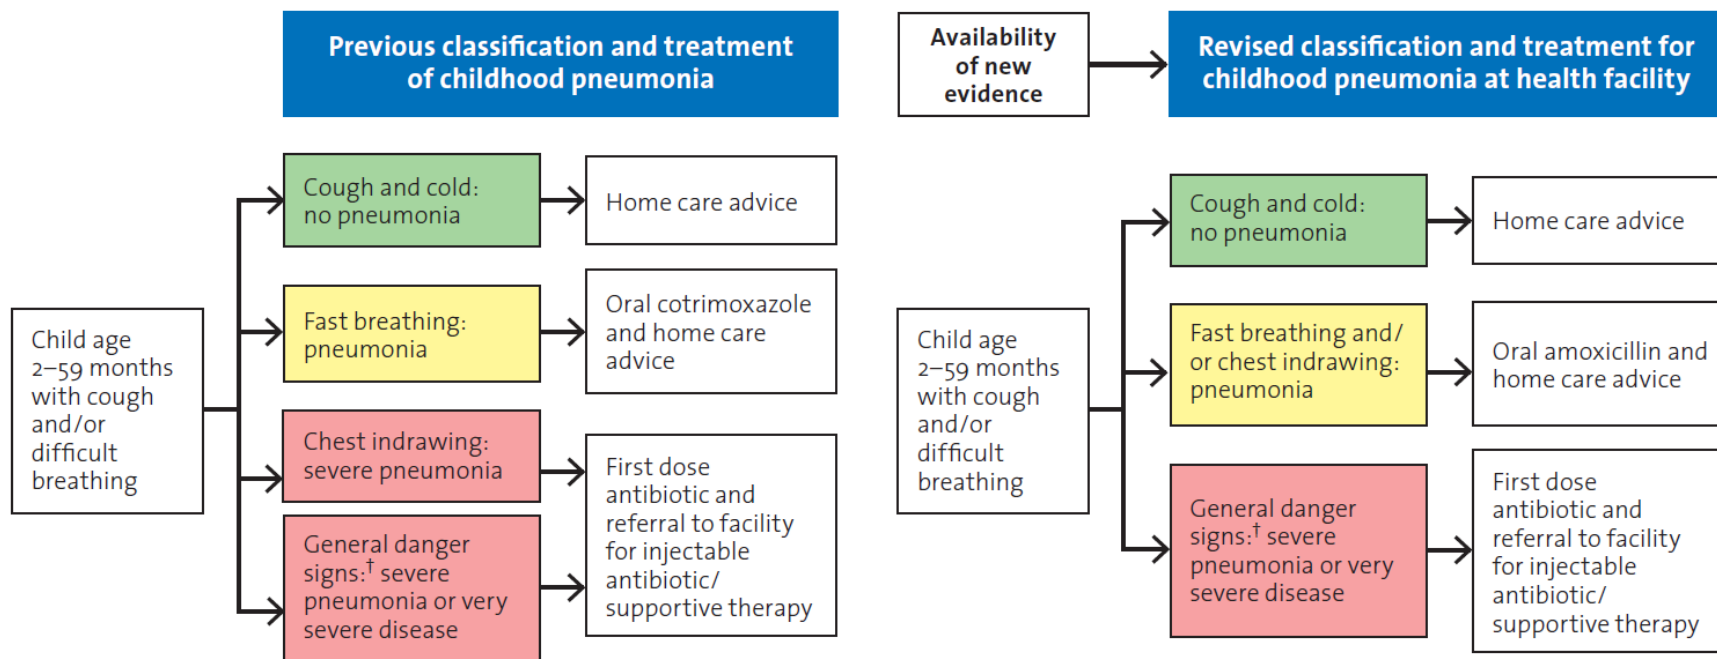 Previous classification and treatment
of childhood pneumonia
Cough and cold:
no pneumonia
Home care advice
Child age
2–59 months
with cough
and/or
difficult
breathing
Fast breathing:
pneumonia
Oral cotrimoxazole
and home care
advice
Chest indrawing:
severe pneumonia
General danger
signs:† severe
pneumonia or very
severe disease
First dose
antibiotic and
referral to facility
for injectable
antibiotic/
supportive therapy
Availability
of new
evidence
Revised classification and treatment for
childhood pneumonia at health facility
Child age
2–59 months
with cough
and/or
difficult
breathing
Cough and cold:
no pneumonia
Home care advice
Fast breathing and/
or chest indrawing:
pneumonia
Oral amoxicillin and
home care advice
General danger
signs:† severe
pneumonia or very
severe disease
First dose
antibiotic and
referral to facility
for injectable
antibiotic/
supportive therapy